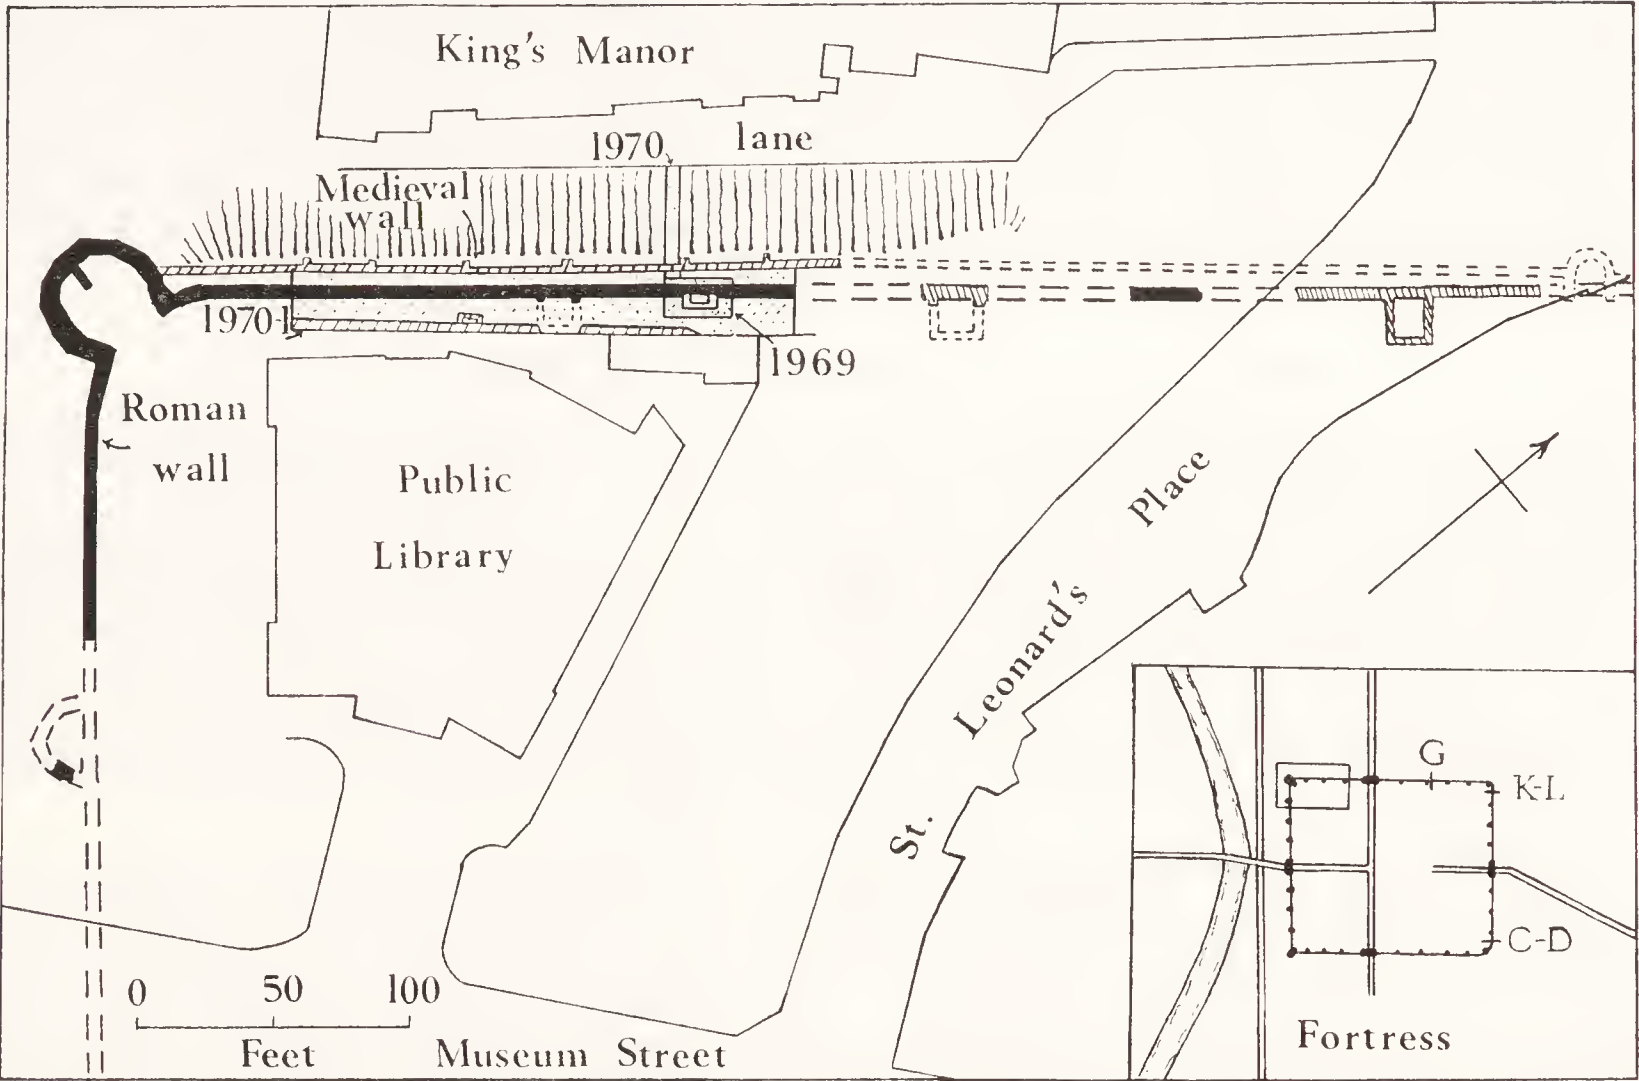 King's Manor
lane
1970
Medieval
wall
1970-1
1969
Roman
wall
Public
Library
St. Leonard's Place
G
K-L
C-D
Fortress
0 50 100
Feet
Museum Street